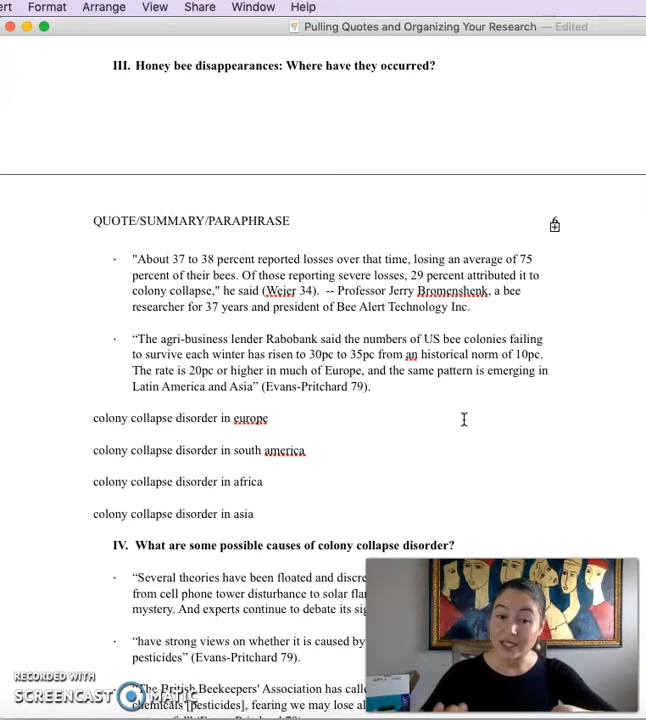 ert Format Arrange View Share Window Help
Pulling Quotes and Organizing Your Research — Edited
III. Honey bee disappearances: Where have they occurred?
QUOTE/SUMMARY/PARAPHRASE
6
· "About 37 to 38 percent reported losses over that time, losing an average of 75
percent of their bees. Of those reporting severe losses, 29 percent attributed it to
colony collapse," he said (Weier 34). -- Professor Jerry Bromenshenk, a bee
researcher for 37 years and president of Bee Alert Technology Inc.
· “The agri-business lender Rabobank said the numbers of US bee colonies failing
to survive each winter has risen to 30pc to 35pc from an historical norm of 10pc.
The rate is 20pc or higher in much of Europe, and the same pattern is emerging in
Latin America and Asia” (Evans-Pritchard 79).
colony collapse disorder in europe
colony collapse disorder in south america
colony collapse disorder in africa
colony collapse disorder in asia
IV. What are some possible causes of colony collapse disorder?
· “Several theories have been floated and discre
from cell phone tower disturbance to solar fla
mystery. And experts continue to debate its sig
· “have strong views on whether it is caused by
pesticides” (Evans-Pritchard 79).
RECORDED WITH
SCREENCAST MATIC
"The British Beekeepers' Association has calle
chemicals [pesticides], fearing we may lose al